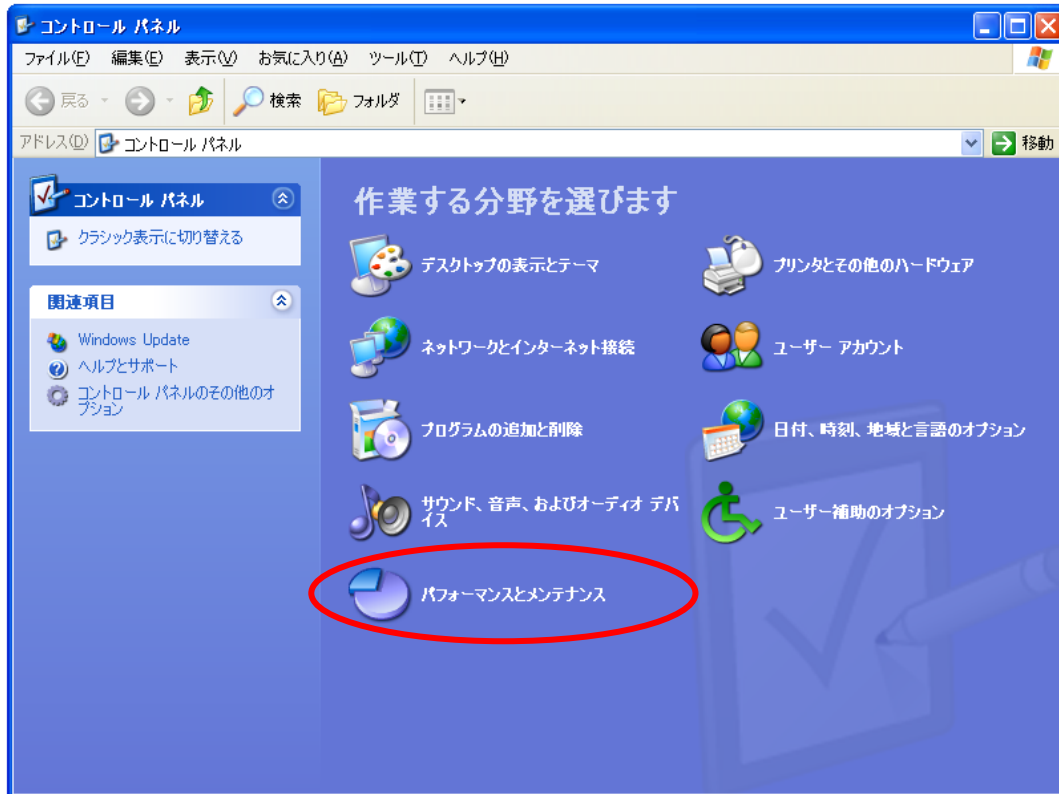 コントロール パネル
ファイル(F) 編集(E) 表示(V) お気に入り(A) ツール(T) ヘルプ(H)
戻る 検索 フォルダ
アドレス(D) コントロール パネル 移動
コントロール パネル
クラシック表示に切り替える
関連項目
Windows Update
ヘルプとサポート
コントロール パネルのその他のオ
プション
作業する分野を選びます
デスクトップの表示とテーマ
プリンタとその他のハードウェア
ネットワークとインターネット接続
ユーザー アカウント
プログラムの追加と削除
日付、時刻、地域と言語のオプション
サウンド、音声、およびオーディオ デバ
イス
ユーザー補助のオプション
パフォーマンスとメンテナンス